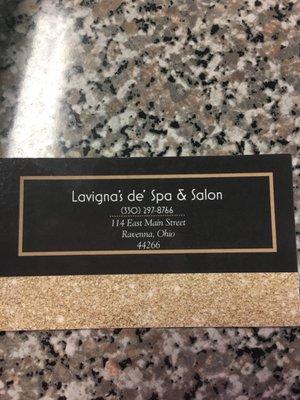 Lavigna's de' Spa & Salon
(330) 297-8766
114 East Main Street
Ravenna, Ohio
44266